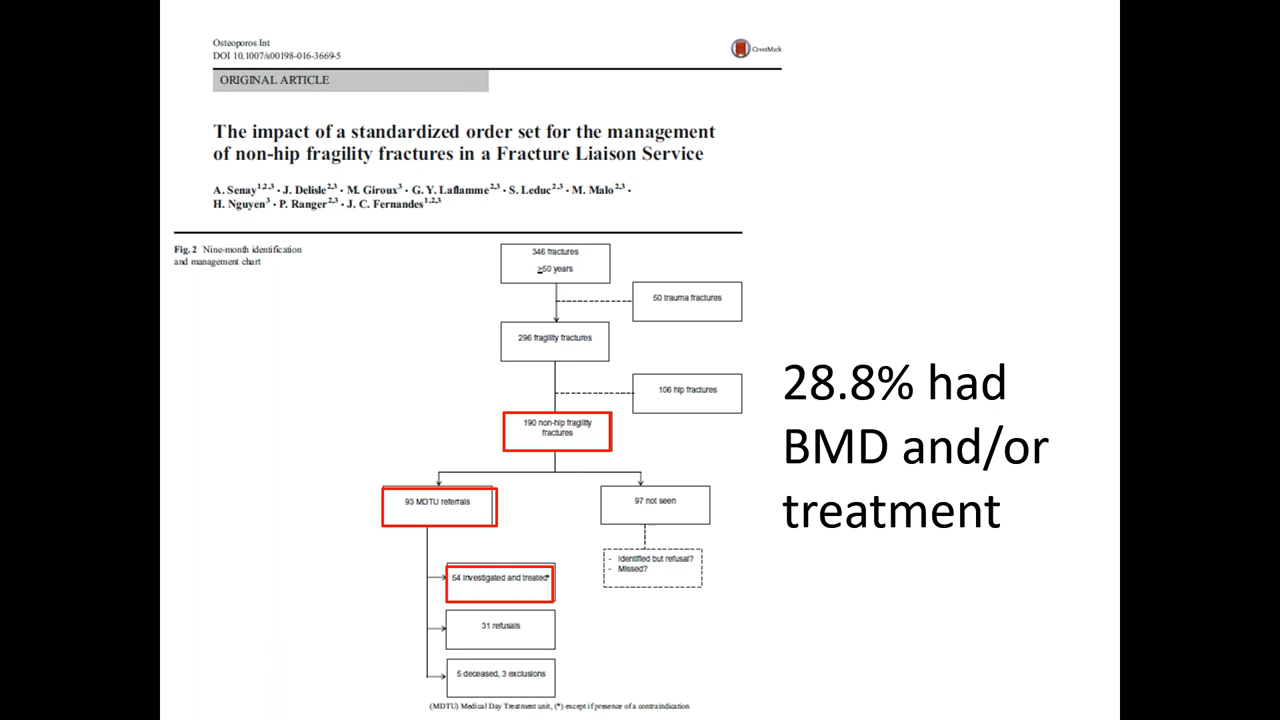 Osteoporos Int
DOI 10.1007/s00198-016-3669-5
CrossMark
ORIGINAL ARTICLE
The impact of a standardized order set for the management
of non-hip fragility fractures in a Fracture Liaison Service
A. Senay1,2,3 · J. Delisle2,3 · M. Giroux3 · G. Y. Laflamme2,3 · S. Leduc2,3 · M. Malo2,3 ·
H. Nguyen3 · P. Ranger2,3 · J. C. Fernandes1,2,3
Fig. 2 Nine-month identification
and management chart
346 fractures
≥50 years
50 trauma fractures
296 fragility fractures
106 hip fractures
190 non-hip fragility
fractures
93 MDTU referrals
97 not seen
- Identified but refusal?
- Missed?
54 investigated and treated*
31 refusals
5 deceased, 3 exclusions
(MDTU) Medical Day Treatment unit, (*) except if presence of a contraindication
28.8% had
BMD and/or
treatment